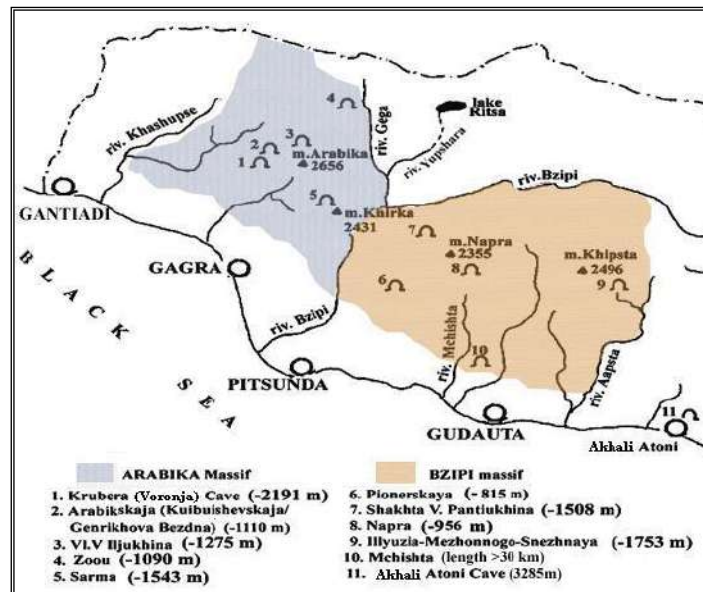 4
lake
Ritsa
riv. Khashupse
riv. Gega
riv. Yupshara
2
3
1
m.Arabika
2656
riv. Bzipi
5
m.Khirka
2431
GANTIADI
7
m.Napra
2355
8
m.Khipsta
2496
9
6
GAGRA
BLACK SEA
riv. Bzipi
riv. Mchishta
10
riv. Aapsta
PITSUNDA
GUDAUTA
11
Akhali Atoni
ARABIKA Massif
1. Krubera (Voronja) Cave (-2191 m)
2. Arabikskaja (Kuibuishevskaja/
Genrikhova Bezdna) (-1110 m)
3. Vl.V Iljukhina (-1275 m)
4. Zoou (-1090 m)
5. Sarma (-1543 m)
BZIPI massif
6. Pionerskaya (- 815 m)
7. Shakhta V. Pantiukhina (-1508 m)
8. Napra (-956 m)
9. Illyuzia-Mezhonnogo-Snezhnaya (-1753 m)
10. Mchishta (length >30 km)
11. Akhali Atoni Cave (3285m)